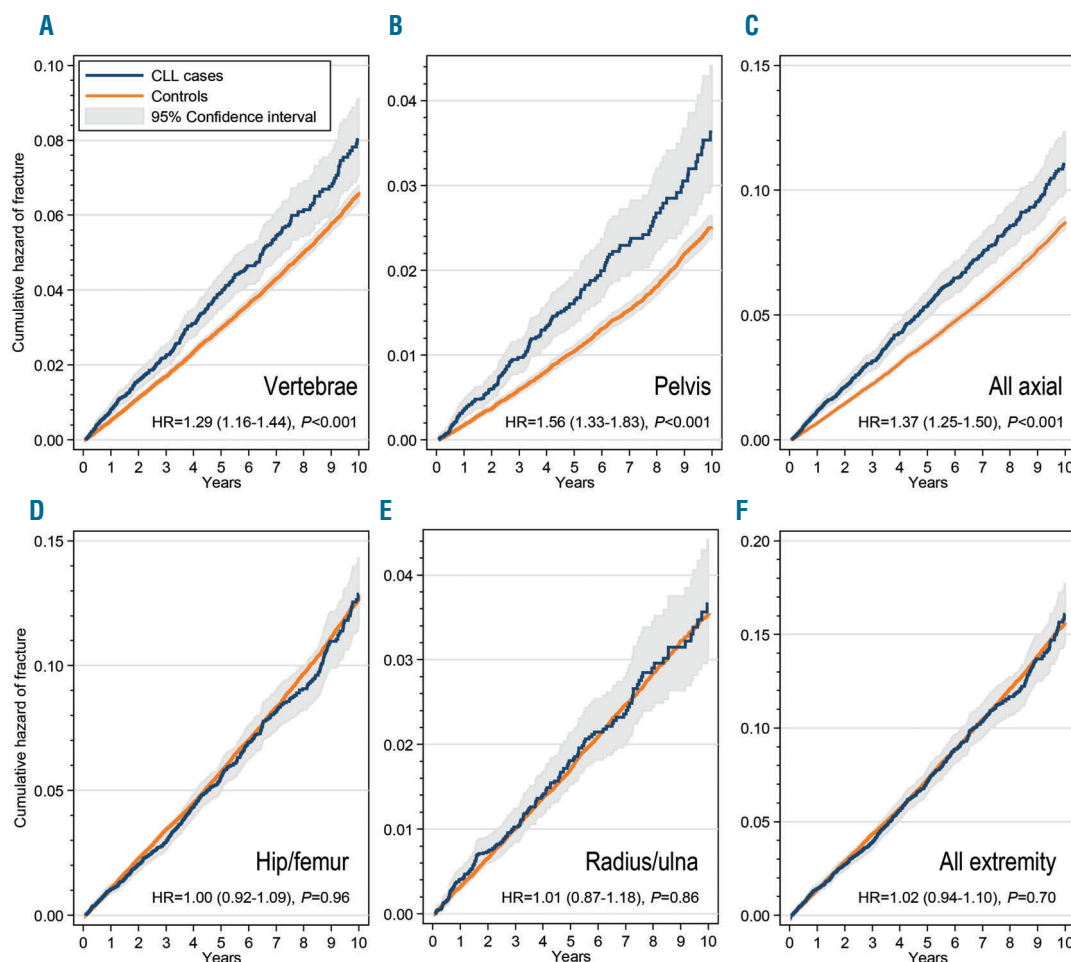 A
B
C
Cumulative hazard of fracture
0.10
0.08
0.06
0.04
0.02
0.00
CLL cases
Controls
95% Confidence interval
Vertebrae
HR=1.29 (1.16-1.44), P<0.001
0 1 2 3 4 5 6 7 8 9 10
Years
0.04
0.03
0.02
0.01
0.00
Pelvis
HR=1.56 (1.33-1.83), P<0.001
0 1 2 3 4 5 6 7 8 9 10
Years
0.15
0.10
0.05
0.00
All axial
HR=1.37 (1.25-1.50), P<0.001
0 1 2 3 4 5 6 7 8 9 10
Years
D
E
F
Cumulative hazard of fracture
0.15
0.10
0.05
0.00
Hip/femur
HR=1.00 (0.92-1.09), P=0.96
0 1 2 3 4 5 6 7 8 9 10
Years
0.04
0.03
0.02
0.01
0.00
Radius/ulna
HR=1.01 (0.87-1.18), P=0.86
0 1 2 3 4 5 6 7 8 9 10
Years
0.20
0.15
0.10
0.05
0.00
All extremity
HR=1.02 (0.94-1.10), P=0.70
0 1 2 3 4 5 6 7 8 9 10
Years